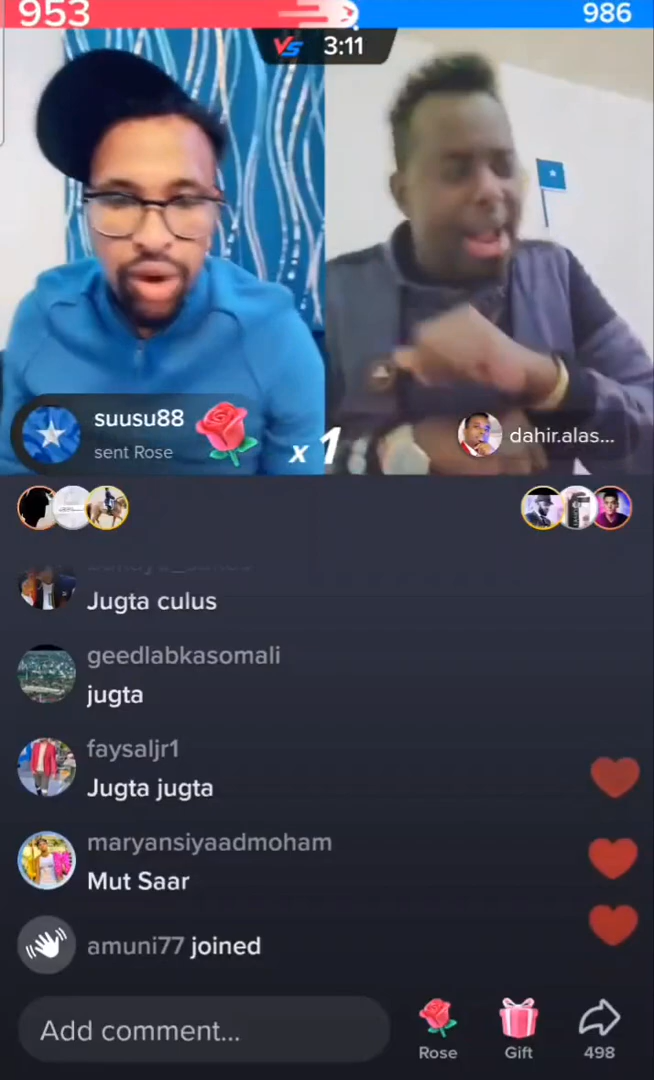 953
986
VS 3:11
suusu88
sent Rose
x 1
dahir.alas...
Jugta culus
geedlabkasomali
jugta
faysaljr1
Jugta jugta
maryansiyaadmoham
Mut Saar
amuni77 joined
Add comment...
Rose
Gift
498